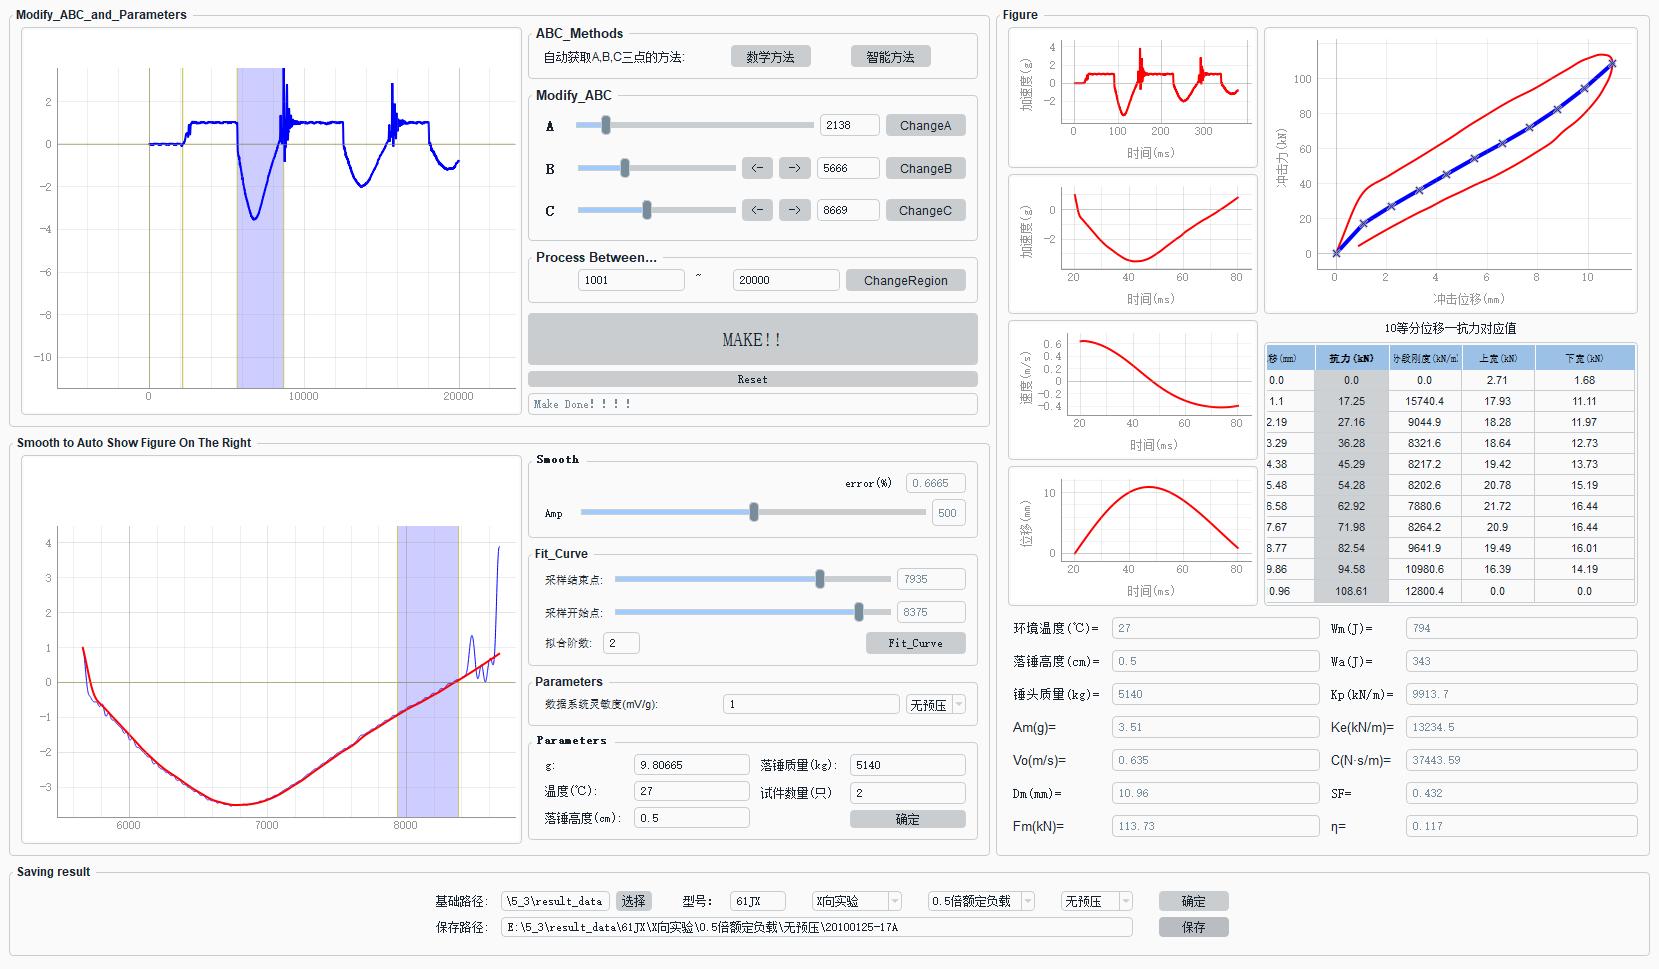 Modify_ABC_and_Parameters
2
0
-2
-4
-6
-8
-10
0 10000 20000
ABC_Methods
自动获取A,B,C三点的方法: 数学方法 智能方法
Modify_ABC
A 2138 ChangeA
B <- -> 5666 ChangeB
C <- -> 8669 ChangeC
Process Between...
1001 ~ 20000 ChangeRegion
MAKE!!
Reset
Make Done! ! ! !
Smooth to Auto Show Figure On The Right
4
3
2
1
0
-1
-2
-3
6000 7000 8000
Smooth
error(%) 0.6665
Amp 500
Fit_Curve
采样结束点: 7935
采样开始点: 8375
拟合阶数: 2 Fit_Curve
Parameters
数据系统灵敏度(mV/g): 1 无预压
Parameters
g: 9.80665 落锤质量(kg): 5140
温度(℃): 27 试件数量(只) 2
落锤高度(cm): 0.5 确定
Figure
加速度(g)
4
2
0
-2
0 100 200 300
时间(ms)
加速度(g)
0
-2
20 40 60 80
时间(ms)
速度(m/s)
0.6
0.4
0.2
0
-0.2
-0.4
20 40 60 80
时间(ms)
位移(mm)
10
0
20 40 60 80
时间(ms)
冲击力(kN)
100
80
60
40
20
0
0 2 4 6 8 10
冲击位移(mm)
10等分位移—抗力对应值
移(mm) 抗力(kN) 分段刚度(kN/m) 上宽(kN) 下宽(kN)
0.0 0.0 0.0 2.71 1.68
1.1 17.25 15740.4 17.93 11.11
2.19 27.16 9044.9 18.28 11.97
3.29 36.28 8321.6 18.64 12.73
4.38 45.29 8217.2 19.42 13.73
5.48 54.28 8202.6 20.78 15.19
6.58 62.92 7880.6 21.72 16.44
7.67 71.98 8264.2 20.9 16.44
8.77 82.54 9641.9 19.49 16.01
9.86 94.58 10980.6 16.39 14.19
0.96 108.61 12800.4 0.0 0.0
环境温度(℃)= 27 Wm(J)= 794
落锤高度(cm)= 0.5 Wa(J)= 343
锤头质量(kg)= 5140 Kp(kN/m)= 9913.7
Am(g)= 3.51 Ke(kN/m)= 13234.5
Vo(m/s)= 0.635 C(N·s/m)= 37443.59
Dm(mm)= 10.96 SF= 0.432
Fm(kN)= 113.73 η= 0.117
Saving result
基础路径: \5_3\result_data 选择 型号: 61JX X向实验 0.5倍额定负载 无预压 确定
保存路径: E:\5_3\result_data\61JX\X向实验\0.5倍额定负载\无预压\20100125-17A 保存